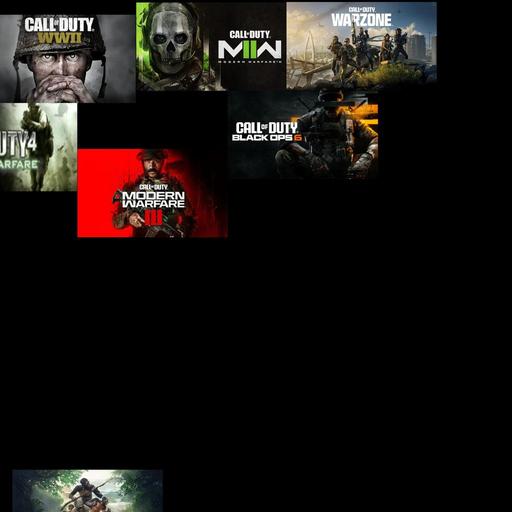 CALL OF DUTY
WWII
CALL OF DUTY
MWII
MODERN WARFARE II
CALL OF DUTY
WARZONE
UTY4
ARFARE
CALL OF DUTY
MODERN
WARFARE
III
CALL OF DUTY
BLACK OPS 6